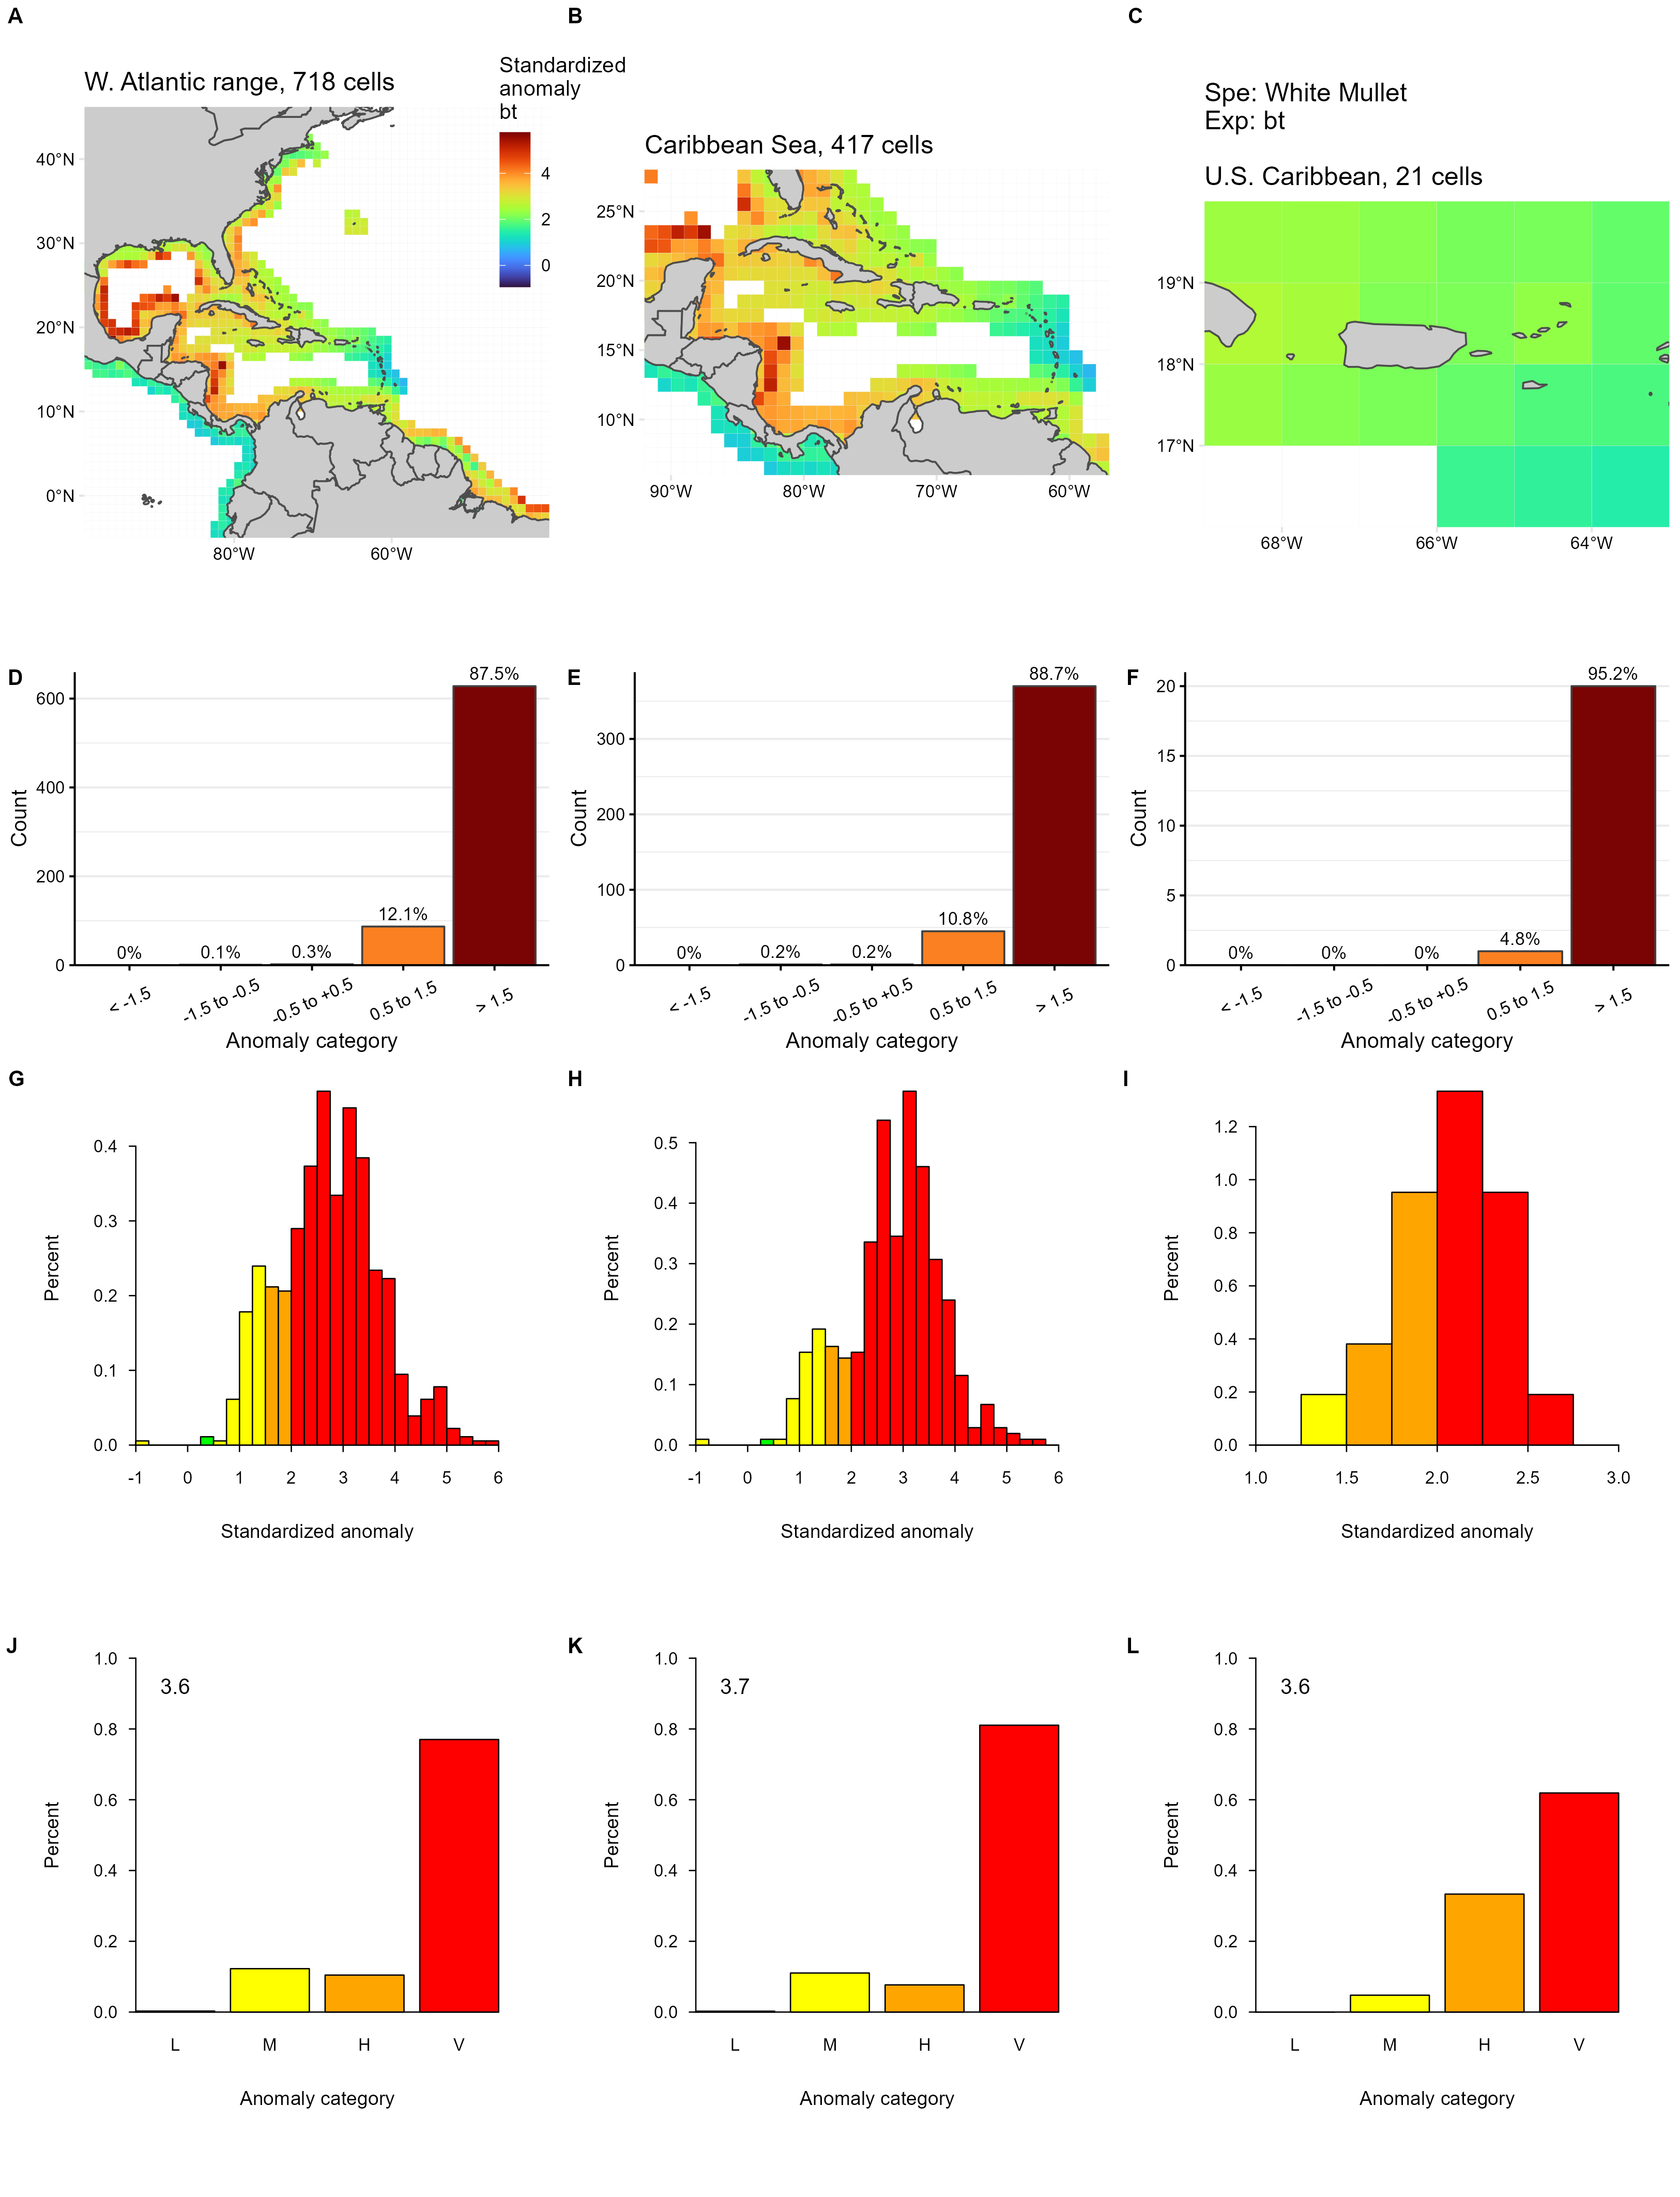 A
W. Atlantic range, 718 cells
Standardized
anomaly
bt
4
2
0
40°N
30°N
20°N
10°N
0°N
80°W 60°W
B
Caribbean Sea, 417 cells
25°N
20°N
15°N
10°N
90°W 80°W 70°W 60°W
C
Spe: White Mullet
Exp: bt
U.S. Caribbean, 21 cells
19°N
18°N
17°N
68°W 66°W 64°W
D
Count
600
400
200
0
0% 0.1% 0.3% 12.1% 87.5%
< -1.5 -1.5 to -0.5 -0.5 to +0.5 0.5 to 1.5 > 1.5
Anomaly category
E
Count
300
200
100
0
0% 0.2% 0.2% 10.8% 88.7%
< -1.5 -1.5 to -0.5 -0.5 to +0.5 0.5 to 1.5 > 1.5
Anomaly category
F
Count
20
15
10
5
0
0% 0% 0% 4.8% 95.2%
< -1.5 -1.5 to -0.5 -0.5 to +0.5 0.5 to 1.5 > 1.5
Anomaly category
G
Percent
0.4
0.3
0.2
0.1
0.0
-1 0 1 2 3 4 5 6
Standardized anomaly
H
Percent
0.5
0.4
0.3
0.2
0.1
0.0
-1 0 1 2 3 4 5 6
Standardized anomaly
I
Percent
1.2
1.0
0.8
0.6
0.4
0.2
0.0
1.0 1.5 2.0 2.5 3.0
Standardized anomaly
J
3.6
Percent
1.0
0.8
0.6
0.4
0.2
0.0
L M H V
Anomaly category
K
3.7
Percent
1.0
0.8
0.6
0.4
0.2
0.0
L M H V
Anomaly category
L
3.6
Percent
1.0
0.8
0.6
0.4
0.2
0.0
L M H V
Anomaly category